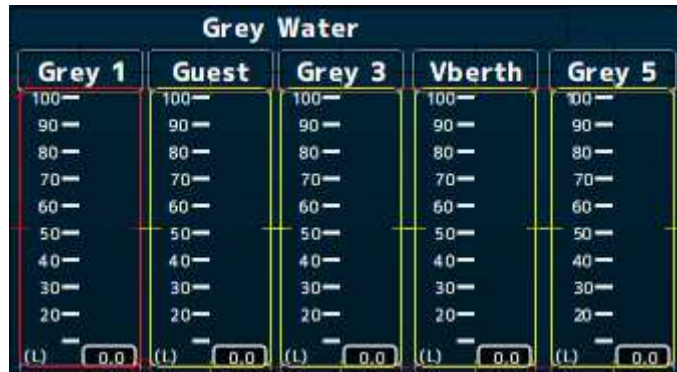 Grey Water
Grey 1 Guest Grey 3 Vberth Grey 5
100 100 100 100 100
90 90 90 90 90
80 80 80 80 80
70 70 70 70 70
60 60 60 60 60
50 50 50 50 50
40 40 40 40 40
30 30 30 30 30
20 20 20 20 20
(L) 0.0 (L) 0.0 (L) 0.0 (L) 0.0 (L) 0.0